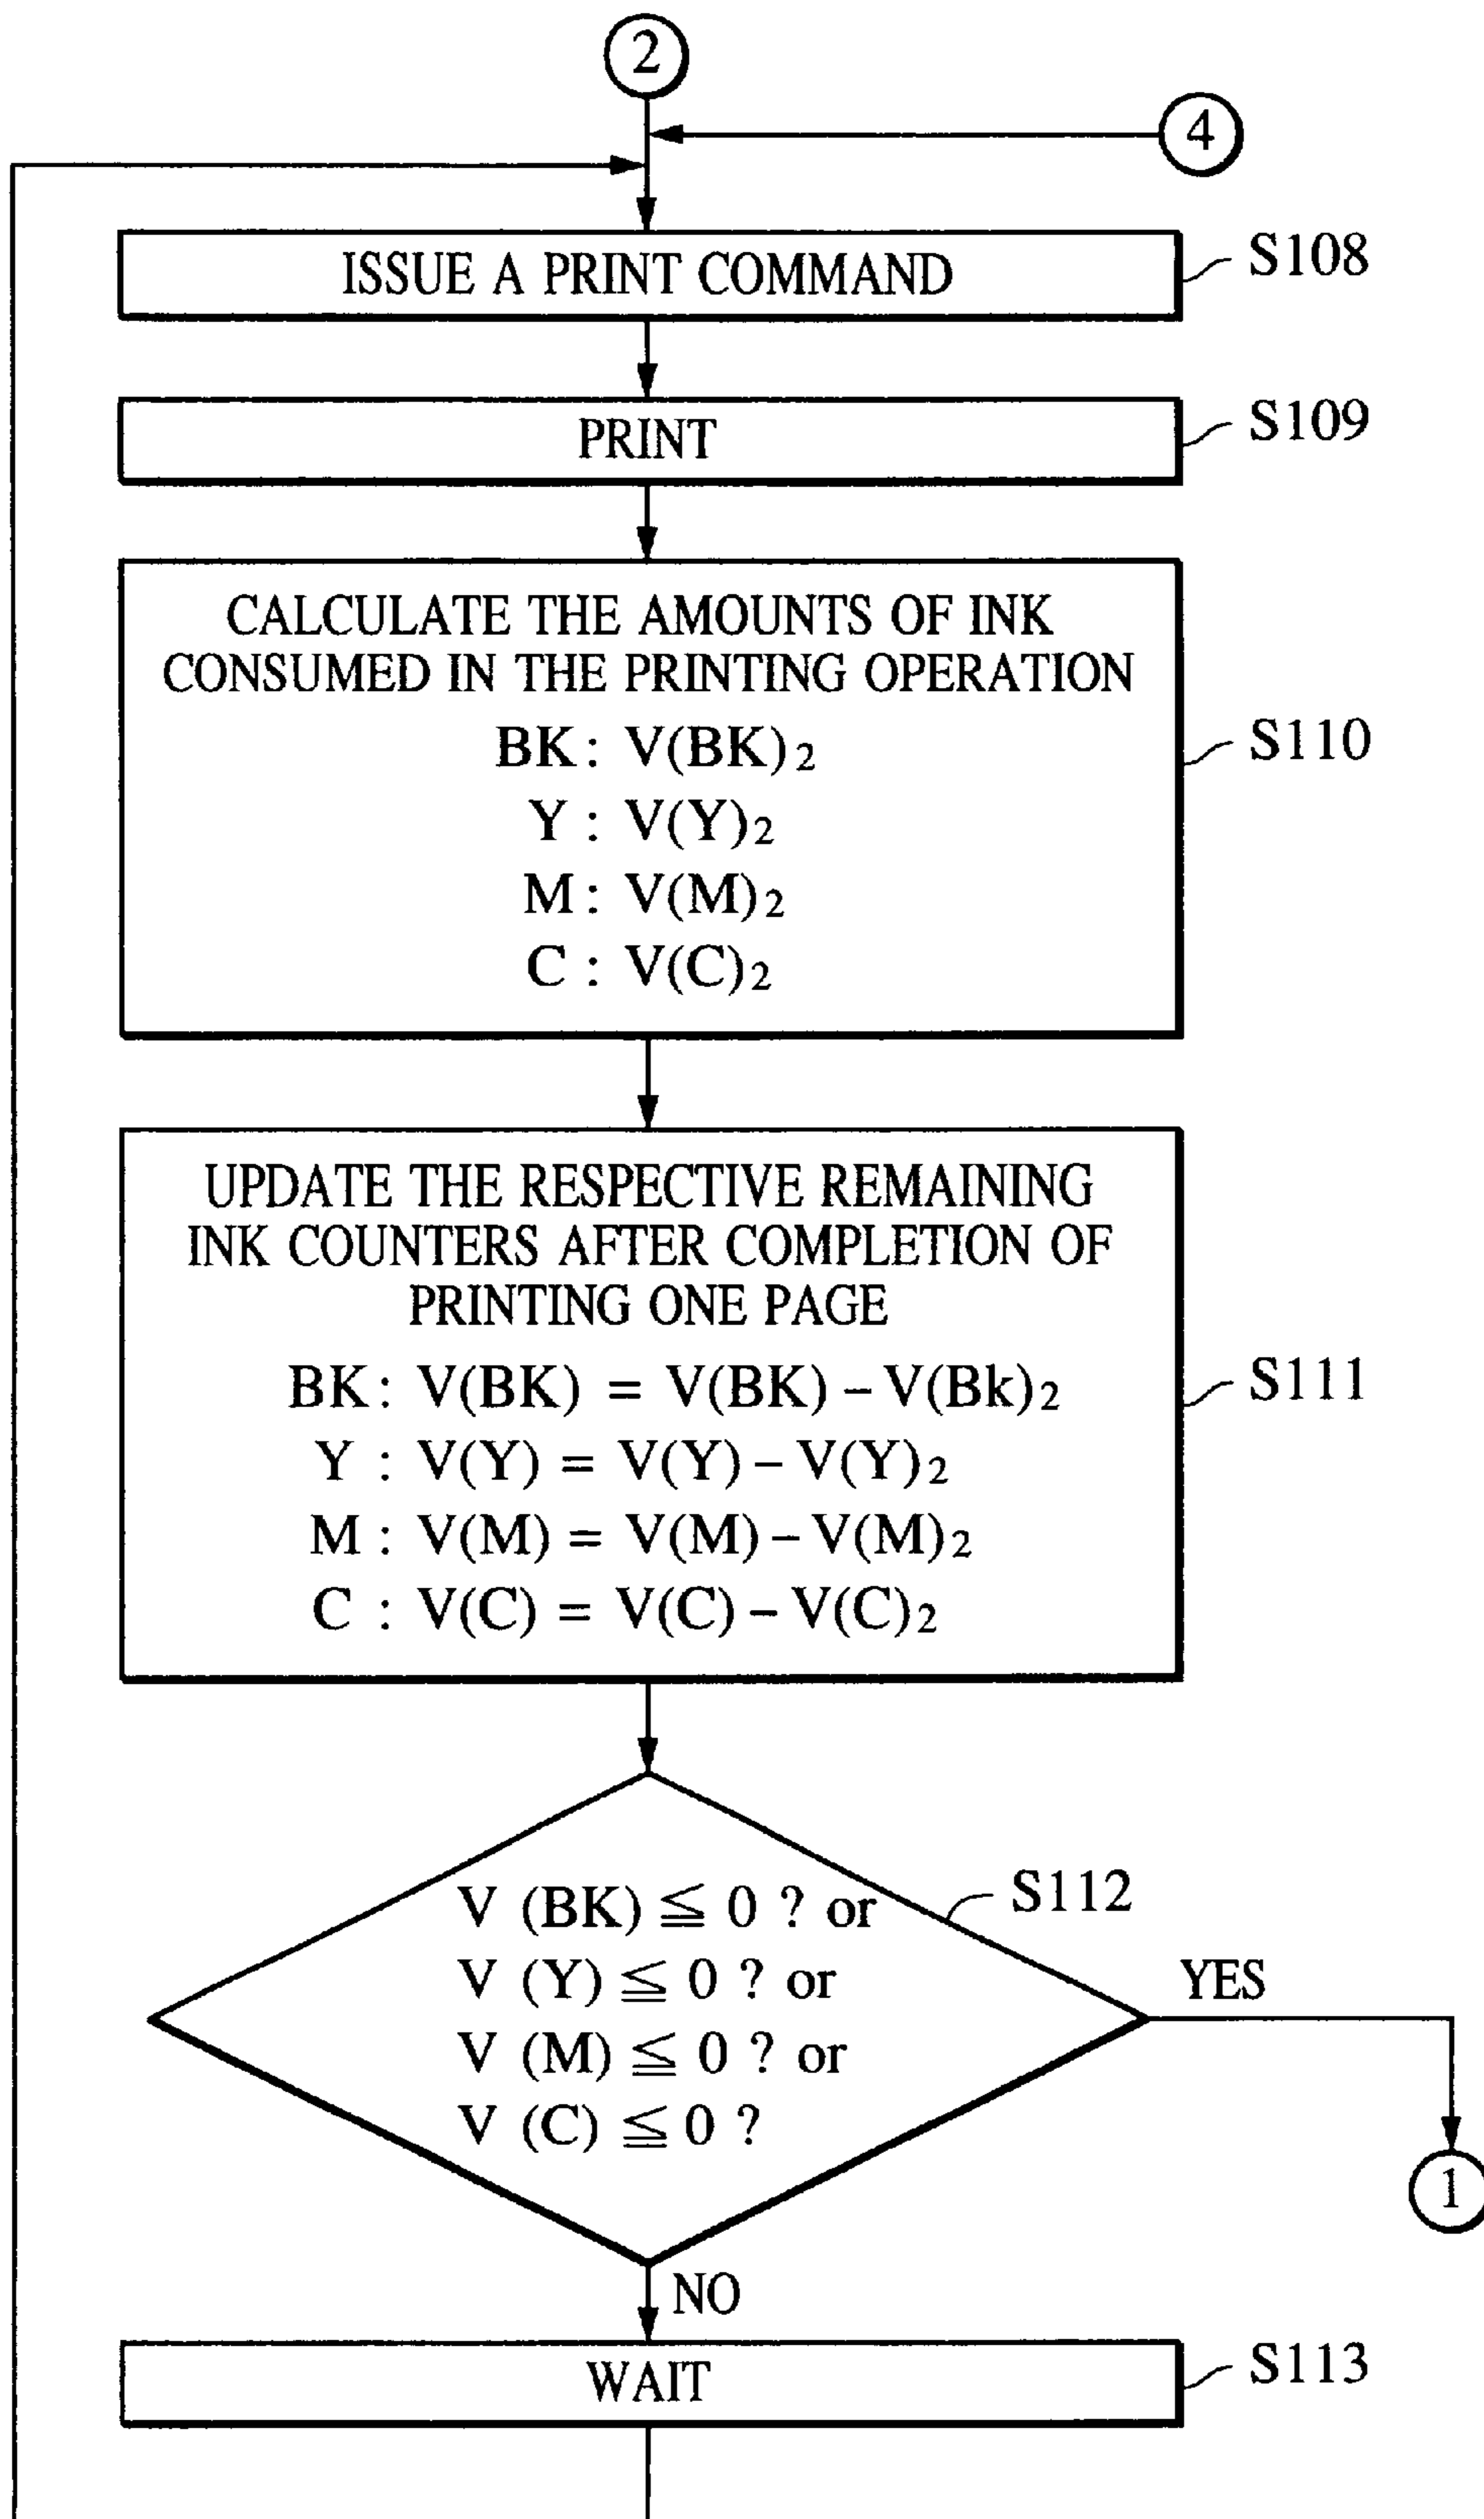 2
4
ISSUE A PRINT COMMAND
S108
PRINT
S109
CALCULATE THE AMOUNTS OF INK
CONSUMED IN THE PRINTING OPERATION
BK : V(BK)₂
S110
Y : V(Y)₂
M : V(M)₂
C : V(C)₂
UPDATE THE RESPECTIVE REMAINING
INK COUNTERS AFTER COMPLETION OF
PRINTING ONE PAGE
BK : V(BK) = V(BK) – V(Bk)₂
S111
Y : V(Y) = V(Y) – V(Y)₂
M : V(M) = V(M) – V(M)₂
C : V(C) = V(C) – V(C)₂
V (BK) ≦ 0 ? or
S112
V (Y) ≦ 0 ? or
YES
V (M) ≦ 0 ? or
V (C) ≦ 0 ?
1
NO
WAIT
S113